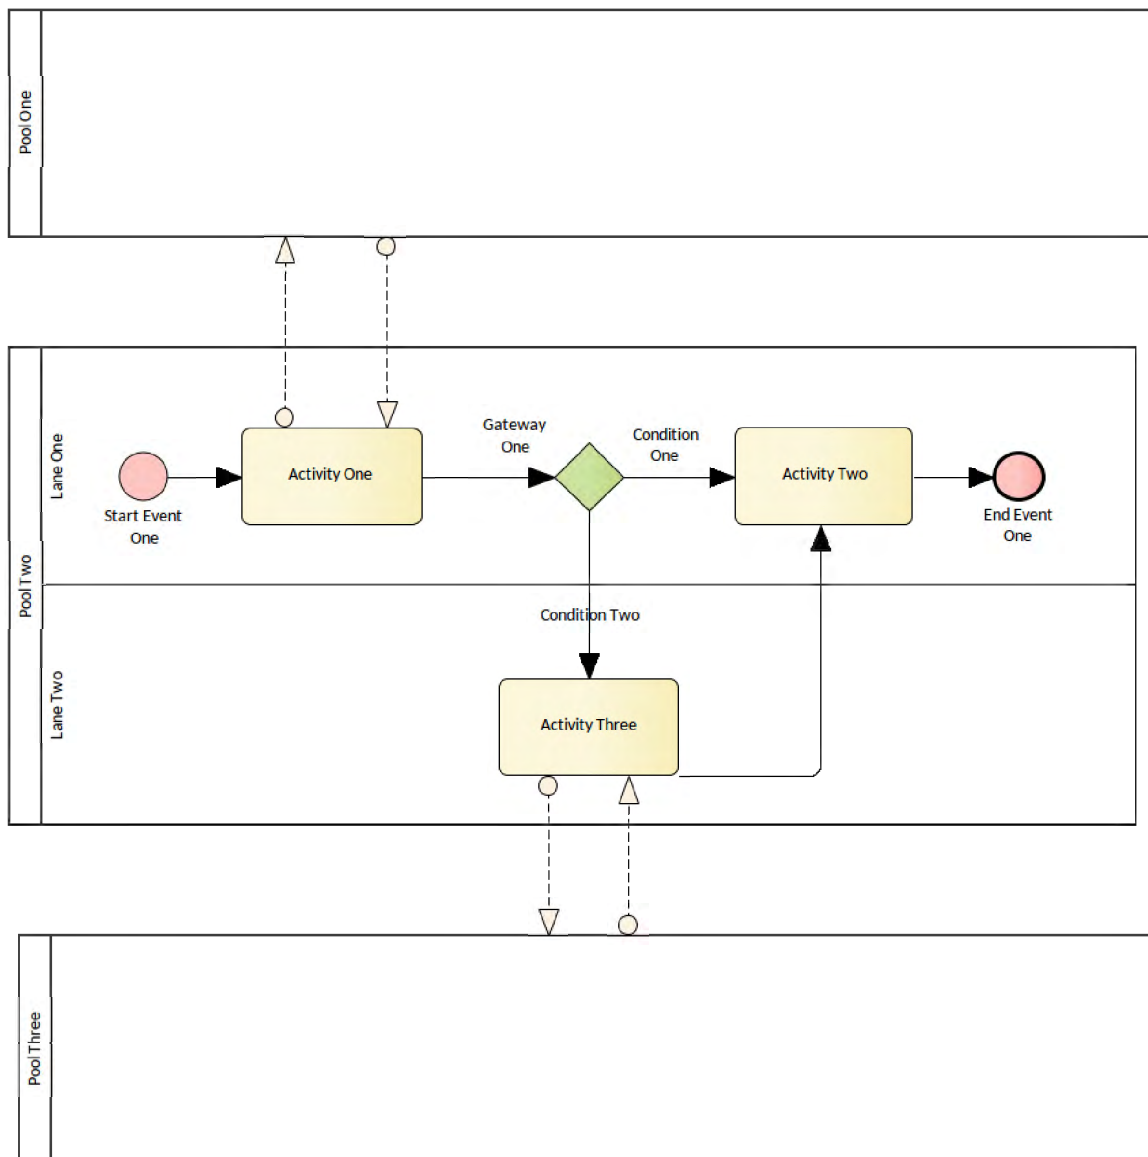 Pool One
Pool Two
Lane One
Start Event
One
Activity One
Gateway
One
Condition
One
Activity Two
End Event
One
Lane Two
Condition Two
Activity Three
Pool Three